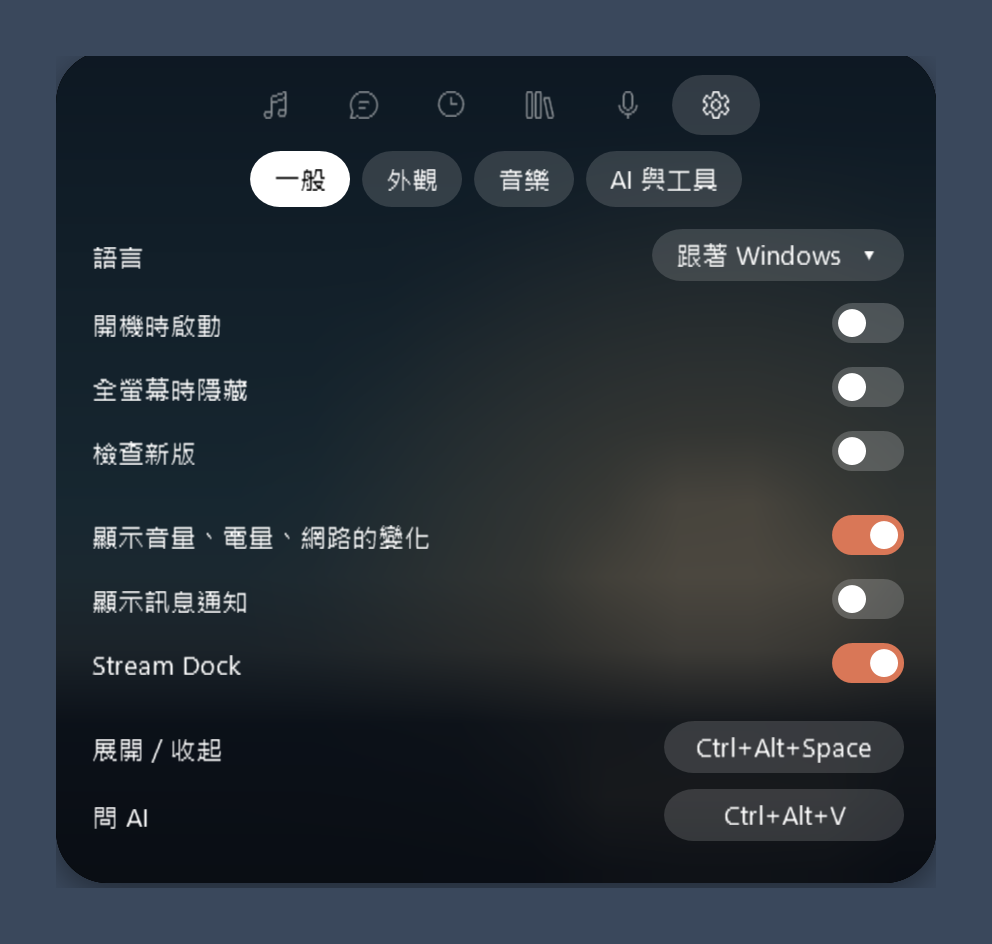 一般 外觀 音樂 AI 與工具
語言 跟著 Windows
開機時啟動
全螢幕時隱藏
檢查新版
顯示音量、電量、網路的變化
顯示訊息通知
Stream Dock
展開 / 收起 Ctrl+Alt+Space
問 AI Ctrl+Alt+V